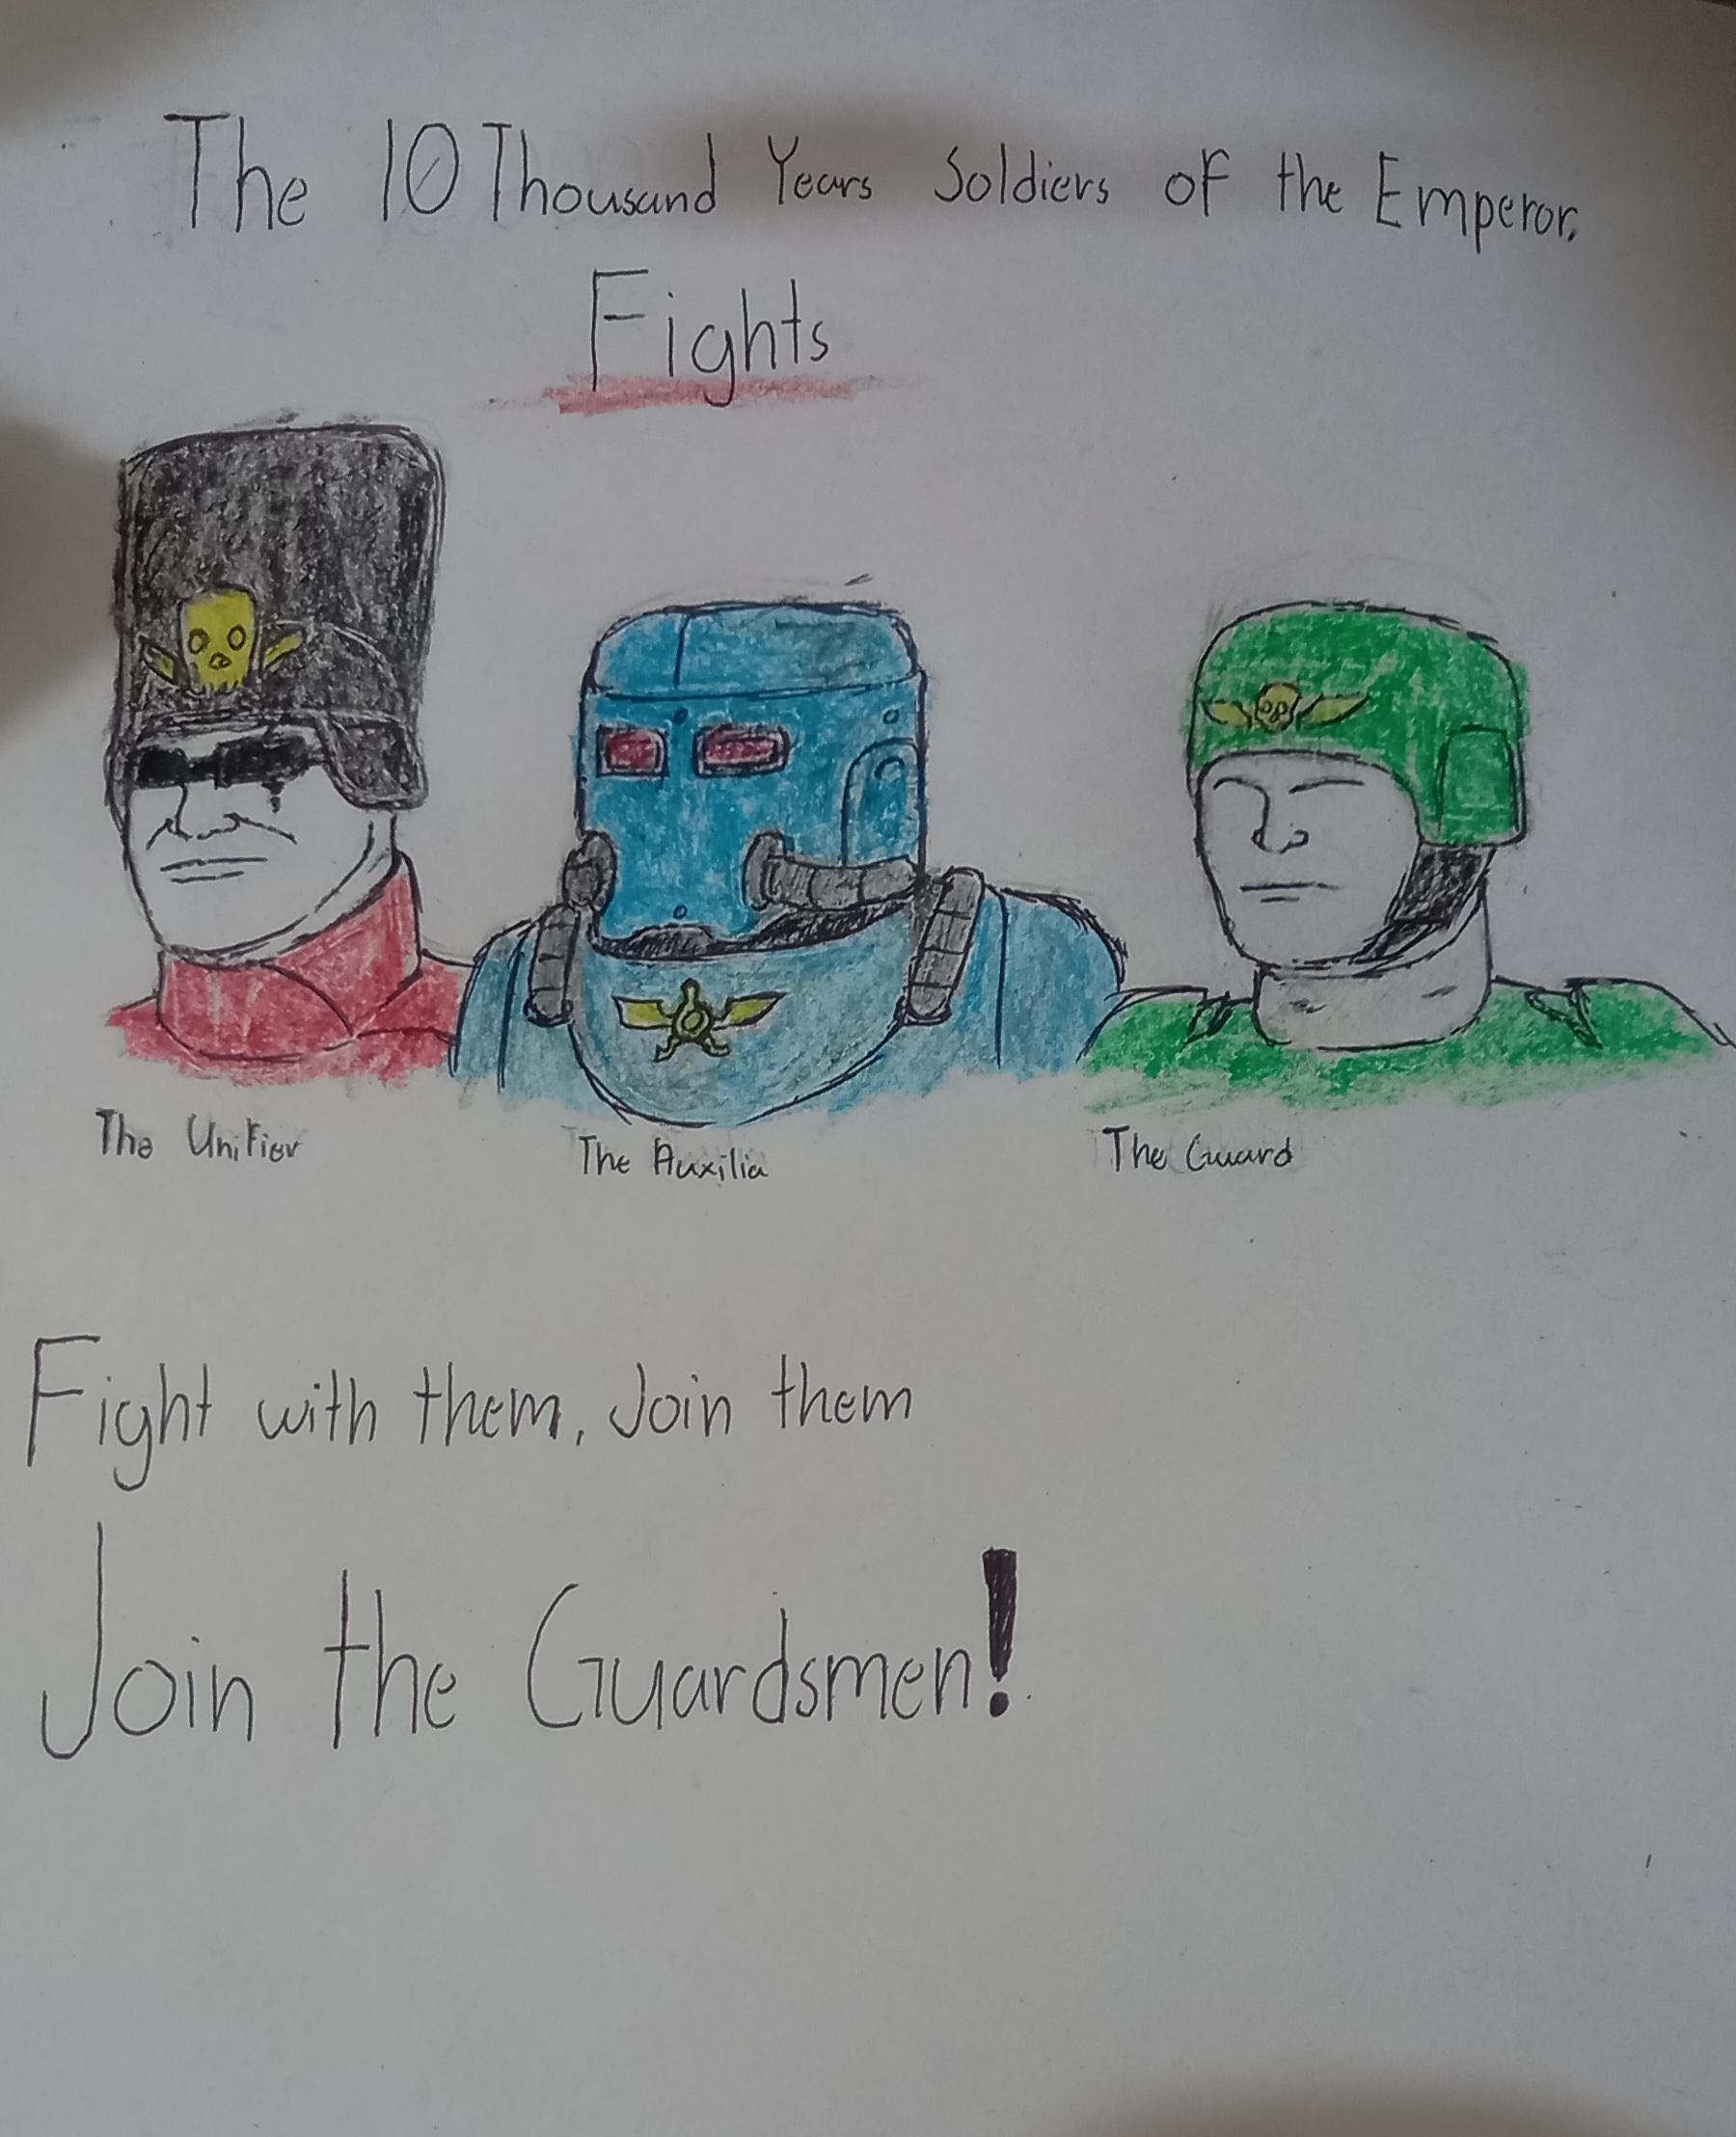 The 10 Thousand Years Soldiers of the Emperor.
Fights
The Unifier
The Auxilia
The Guard
Fight with them, Join them
Join the Guardsmen!